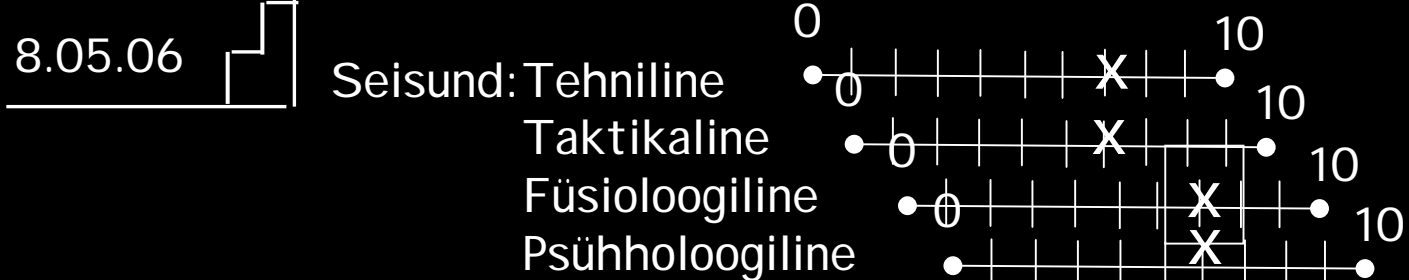 8.05.06
Seisund: Tehniline 0 X 10
Taktikaline 0 X 10
Füsioloogiline 0 X 10
Psühholoogiline 0 X 10